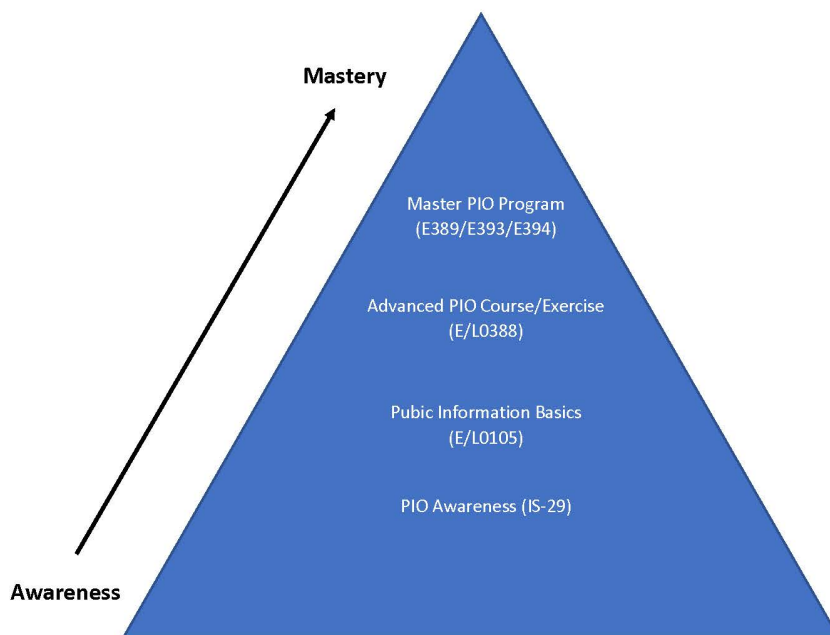 Mastery
Master PIO Program
(E389/E393/E394)
Advanced PIO Course/Exercise
(E/L0388)
Pubic Information Basics
(E/L0105)
PIO Awareness (IS-29)
Awareness